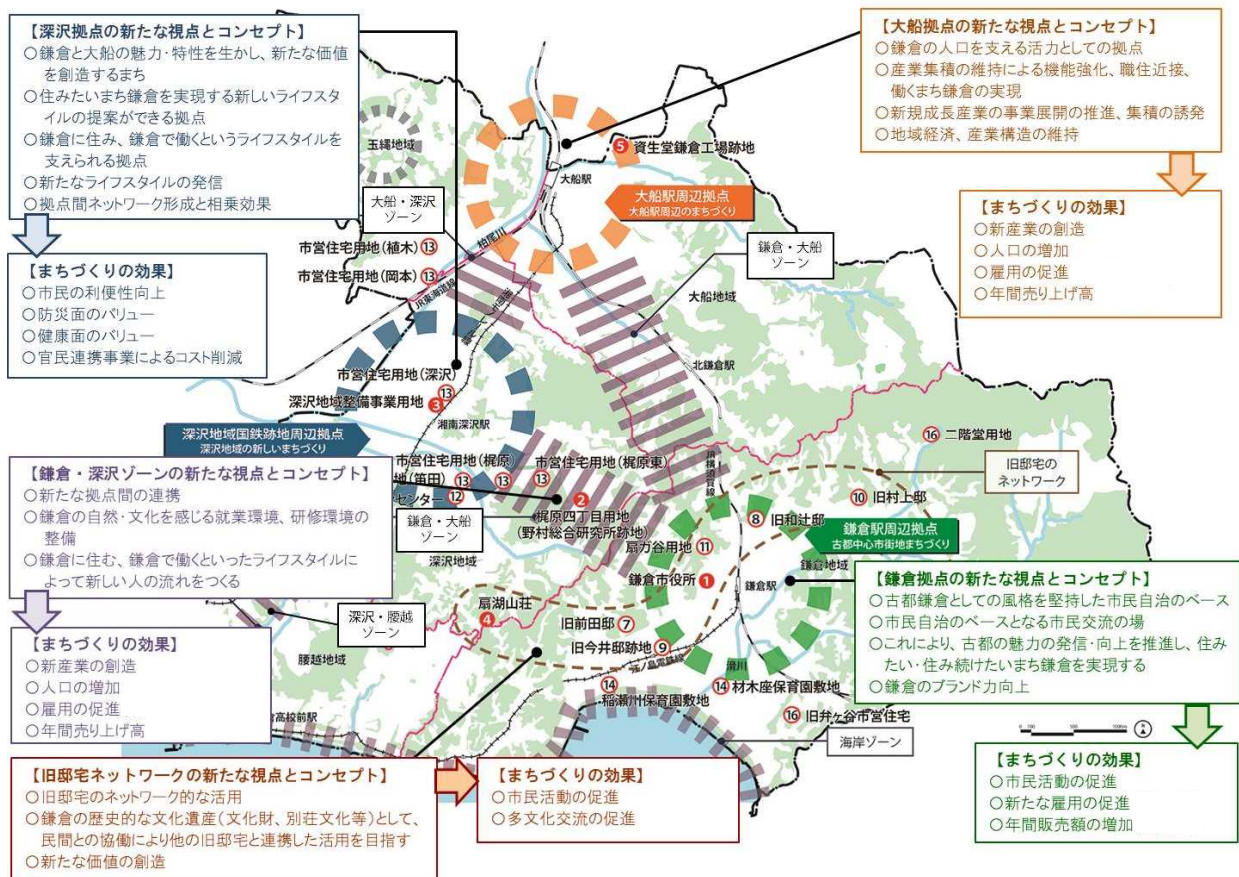 【深沢拠点の新たな視点とコンセプト】
○鎌倉と大船の魅力・特性を生かし、新たな価値
を創造するまち
○住みたいまち鎌倉を実現する新しいライフスタ
イルの提案ができる拠点
○鎌倉に住み、鎌倉で働くというライフスタイルを
支えられる拠点
○新たなライフスタイルの発信
○拠点間ネットワーク形成と相乗効果
【まちづくりの効果】
○市民の利便性向上
○防災面のバリュー
○健康面のバリュー
○官民連携事業によるコスト削減
【大船拠点の新たな視点とコンセプト】
○鎌倉の人口を支える活力としての拠点
○産業集積の維持による機能強化、職住近接、
働くまち鎌倉の実現
○新規成長産業の事業展開の推進、集積の誘発
○地域経済、産業構造の維持
【まちづくりの効果】
○新産業の創造
○人口の増加
○雇用の促進
○年間売り上げ高
玉縄地域
大船・深沢
ゾーン
⑤ 資生堂鎌倉工場跡地
大船駅
大船駅周辺拠点
大船駅周辺のまちづくり
市営住宅用地(植木) ⑬
柏尾川
市営住宅用地(岡本) ⑬
JR東海道線
鎌倉・大船
ゾーン
大船地域
北鎌倉駅
市営住宅用地(深沢)
⑬
深沢地域整備事業用地 ③
湘南深沢駅
深沢地域国鉄跡地周辺拠点
深沢地域の新しいまちづくり
市営住宅用地(梶原)
市営住宅用地(梶原東)
地(笛田) ⑬ ⑬ ⑬
センター ⑫
②
梶原四丁目用地
(野村総合研究所跡地)
鎌倉・大船
ゾーン
深沢地域
JR横須賀線
⑯ 二階堂用地
旧邸宅の
ネットワーク
⑩ 旧村上邸
⑧ 旧和辻邸
鎌倉駅周辺拠点
古都中心市街地まちづくり
扇ガ谷用地 ⑪
鎌倉市役所 ①
鎌倉駅
鎌倉地域
【鎌倉・深沢ゾーンの新たな視点とコンセプト】
○新たな拠点間の連携
○鎌倉の自然・文化を感じる就業環境、研修環境の
整備
○鎌倉に住む、鎌倉で働くといったライフスタイルに
よって新しい人の流れをつくる
【まちづくりの効果】
○新産業の創造
○人口の増加
○雇用の促進
○年間売り上げ高
深沢・腰越
ゾーン
腰越地域
倉高校前駅
扇湖山荘
④
旧前田邸 ⑦
旧今井邸跡地 ⑨
江ノ島電鉄線
滑川
⑭
稲瀬川保育園敷地
⑭ 材木座保育園敷地
⑯ 旧弁ヶ谷市営住宅
海岸ゾーン
【鎌倉拠点の新たな視点とコンセプト】
○古都鎌倉としての風格を堅持した市民自治のベース
○市民自治のベースとなる市民交流の場
○これにより、古都の魅力の発信・向上を推進し、住み
たい・住み続けたいまち鎌倉を実現する
○鎌倉のブランド力向上
【まちづくりの効果】
○市民活動の促進
○新たな雇用の促進
○年間販売額の増加
【旧邸宅ネットワークの新たな視点とコンセプト】
○旧邸宅のネットワーク的な活用
○鎌倉の歴史的な文化遺産(文化財、別荘文化等)として、
民間との協働により他の旧邸宅と連携した活用を目指す
○新たな価値の創造
【まちづくりの効果】
○市民活動の促進
○多文化交流の促進